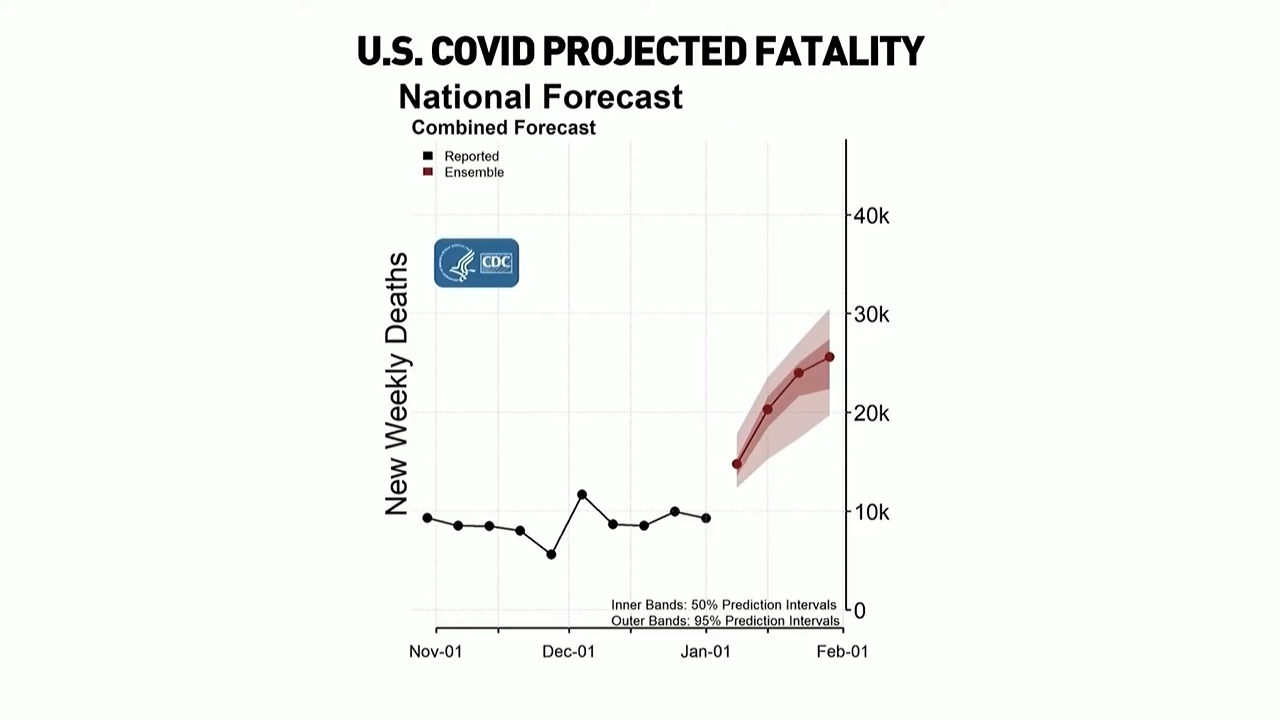 U.S. COVID PROJECTED FATALITY
National Forecast
Combined Forecast
Reported
Ensemble
CDC
New Weekly Deaths
40k
30k
20k
10k
0
Inner Bands: 50% Prediction Intervals
Outer Bands: 95% Prediction Intervals
Nov-01 Dec-01 Jan-01 Feb-01